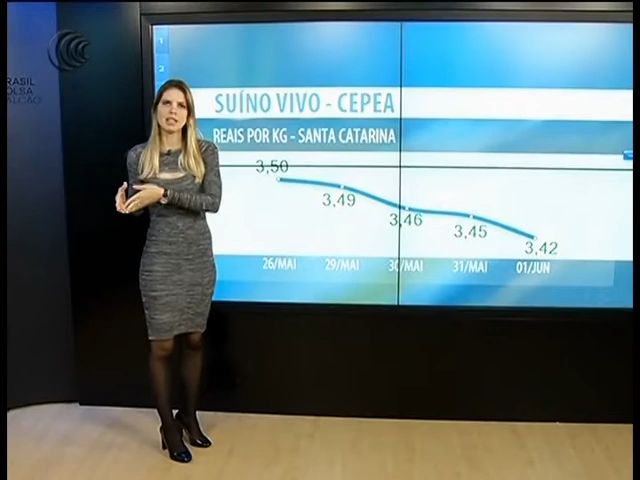 RASIL
OLSA
ALCÃO
1
2
SUÍNO VIVO - CEPEA
REAIS POR KG - SANTA CATARINA
3,50
3,49
3,46
3,45
3,42
26/MAI
29/MAI
30/MAI
31/MAI
01/JUN